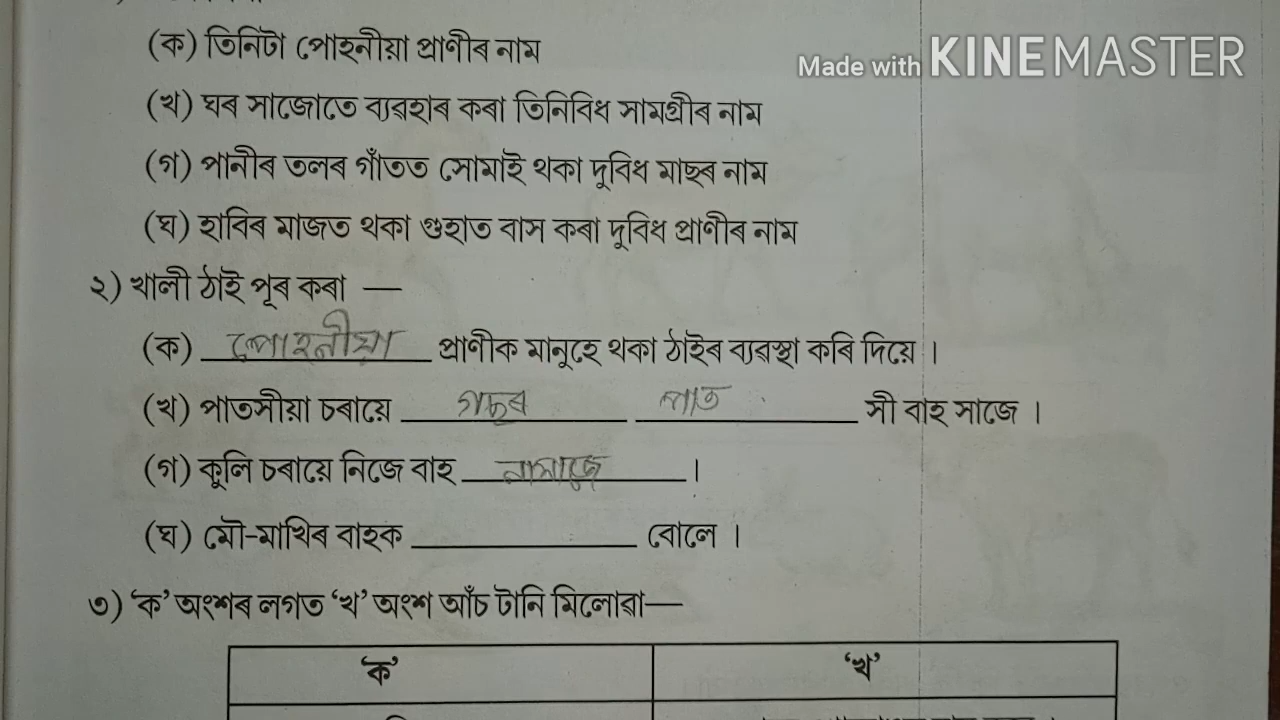 Made with KINEMASTER
(ক) তিনিটা পোহনীয়া প্ৰাণীৰ নাম
(খ) ঘৰ সাজোতে ব্যৱহাৰ কৰা তিনিবিধ সামগ্ৰীৰ নাম
(গ) পানীৰ তলৰ গাঁতত সোমাই থকা দুবিধ মাছৰ নাম
(ঘ) হাবিৰ মাজত থকা গুহাত বাস কৰা দুবিধ প্ৰাণীৰ নাম
২) খালী ঠাই পূৰ কৰা —
(ক) পোহনীয়া প্ৰাণীক মানুহে থকা ঠাইৰ ব্যৱস্থা কৰি দিয়ে ।
(খ) পাতসীয়া চৰায়ে গছৰ পাত সী বাহ সাজে ।
(গ) কুলি চৰায়ে নিজে বাহ নাসাজে ।
(ঘ) মৌ-মাখিৰ বাহক ________ বোলে ।
৩) ‘ক’ অংশৰ লগত ‘খ’ অংশ আঁচ টানি মিলোৱা—
‘ক’ ‘খ’